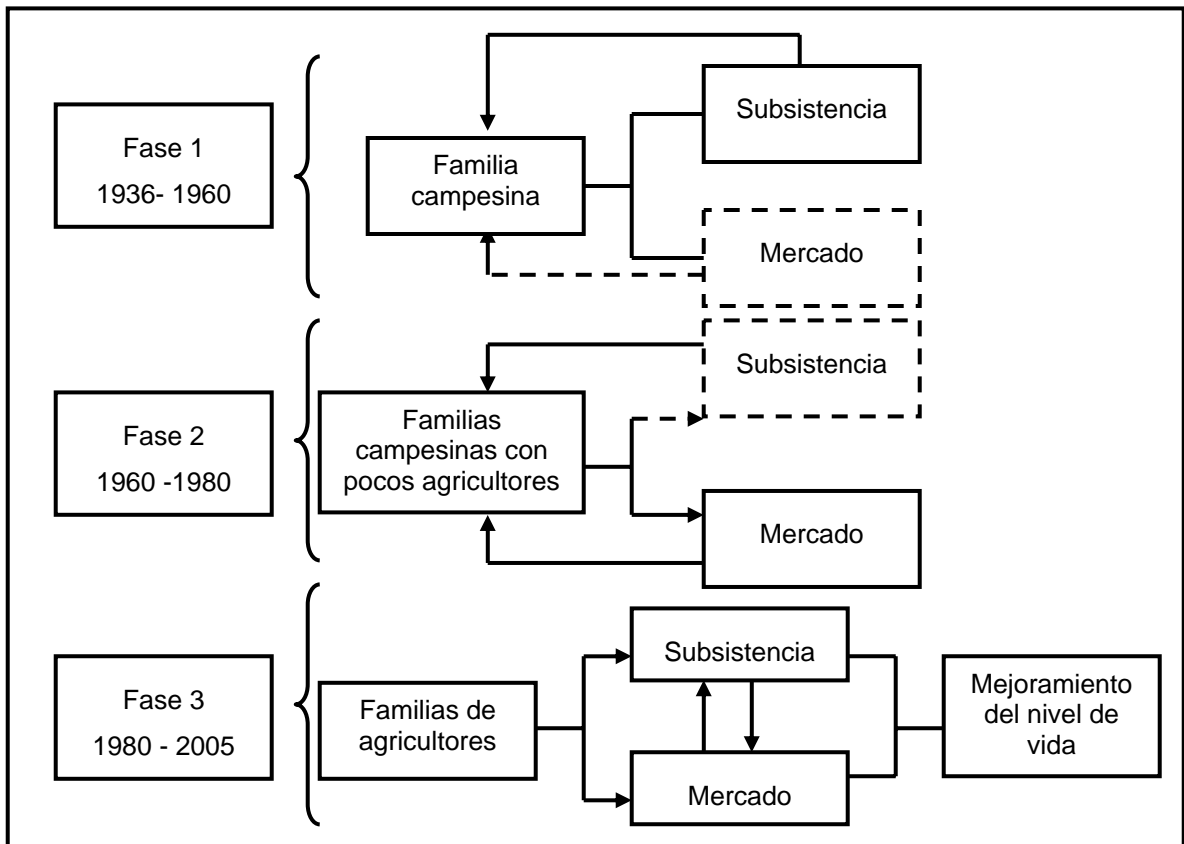 Fase 1
1936- 1960
Familia
campesina
Subsistencia
Mercado
Fase 2
1960 -1980
Familias
campesinas con
pocos agricultores
Subsistencia
Mercado
Fase 3
1980 - 2005
Familias de
agricultores
Subsistencia
Mercado
Mejoramiento
del nivel de
vida